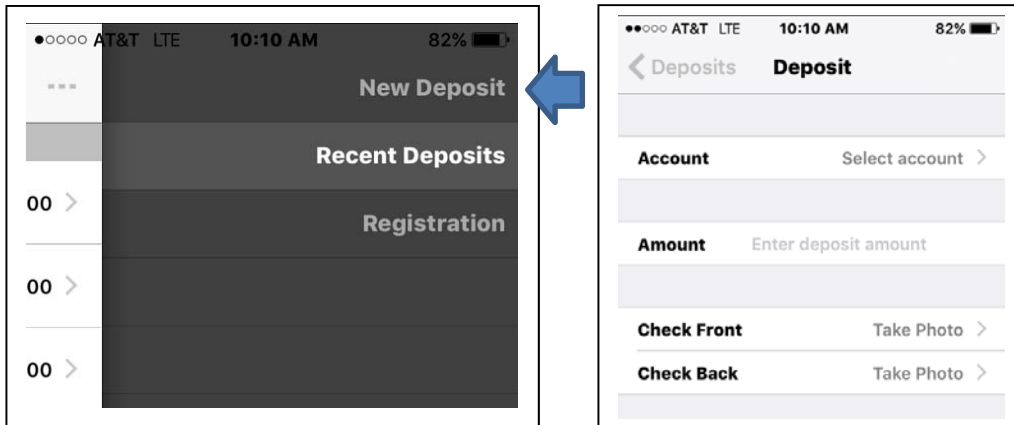 ●○○○○ AT&T LTE 10:10 AM 82%
New Deposit
Recent Deposits
00
Registration
00
00
●●○○○ AT&T LTE 10:10 AM 82%
Deposits Deposit
Account Select account
Amount Enter deposit amount
Check Front Take Photo
Check Back Take Photo